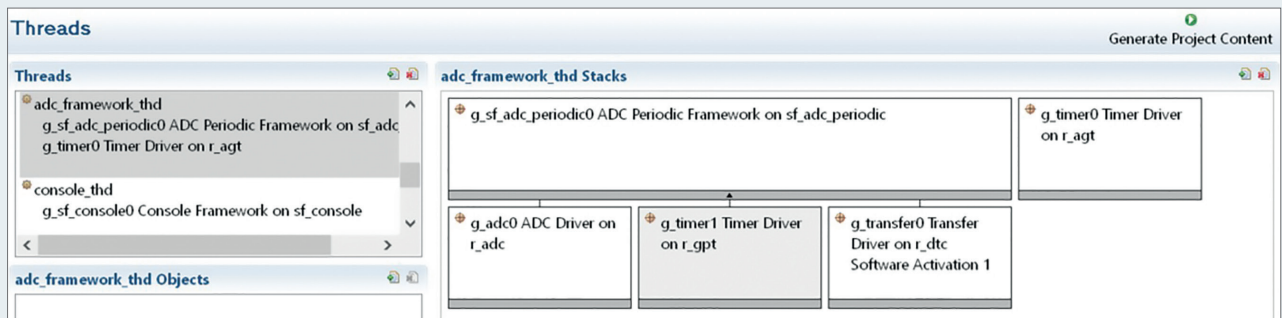 Threads
Generate Project Content
Threads
adc_framework_thd
g_sf_adc_periodic0 ADC Periodic Framework on sf_adc
g_timer0 Timer Driver on r_agt
console_thd
g_sf_console0 Console Framework on sf_console
adc_framework_thd Objects
adc_framework_thd Stacks
g_sf_adc_periodic0 ADC Periodic Framework on sf_adc_periodic
g_timer0 Timer Driver
on r_agt
g_adc0 ADC Driver on
r_adc
g_timer1 Timer Driver
on r_gpt
g_transfer0 Transfer
Driver on r_dtc
Software Activation 1